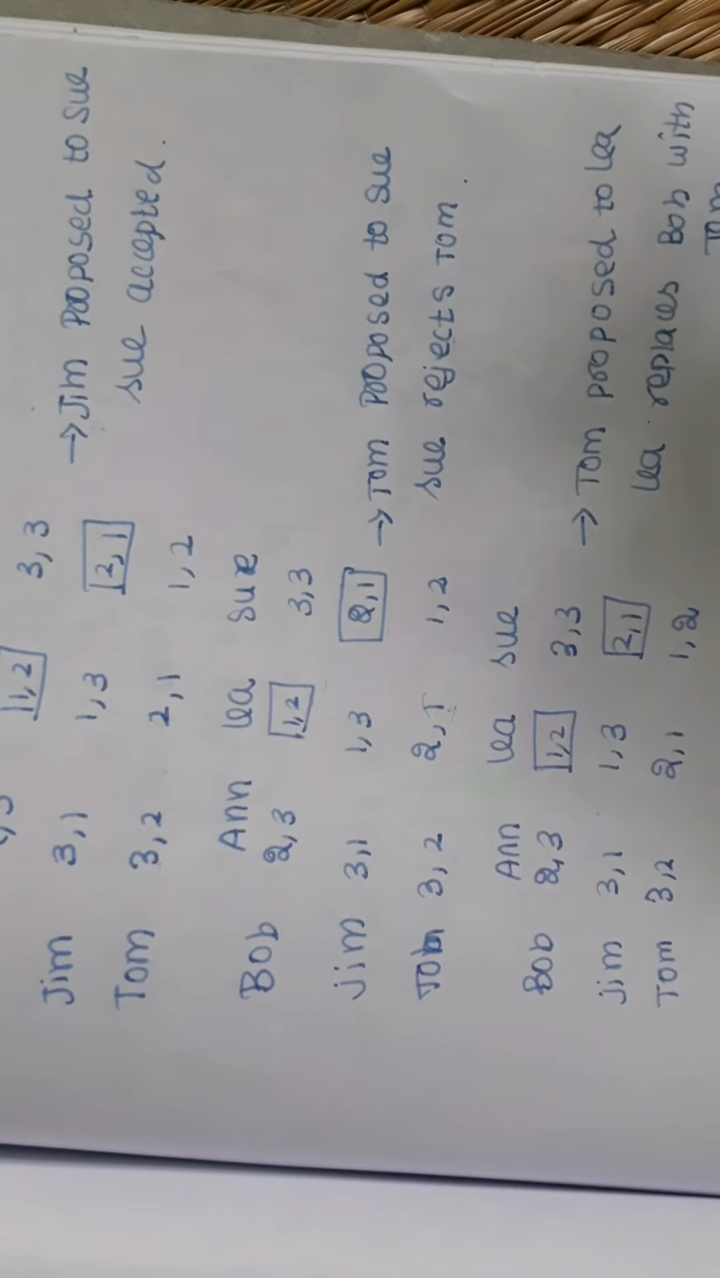 1,2 3,3
Jim 3,1 1,3 2,1 →Jim proposed to sue
Tom 3,2 2,1 1,2 sue accepted.
Ann lea sue
Bob 2,3 1,2 3,3
Jim 3,1 1,3 2,1 →Tom proposed to sue
Tom 3,2 2,1 1,2 sue rejects Tom.
Ann lea sue
Bob 2,3 1,2 3,3
Jim 3,1 1,3 2,1 → Tom proposed to lea
Tom 3,2 2,1 1,2 lea replaces Bob with
Tom